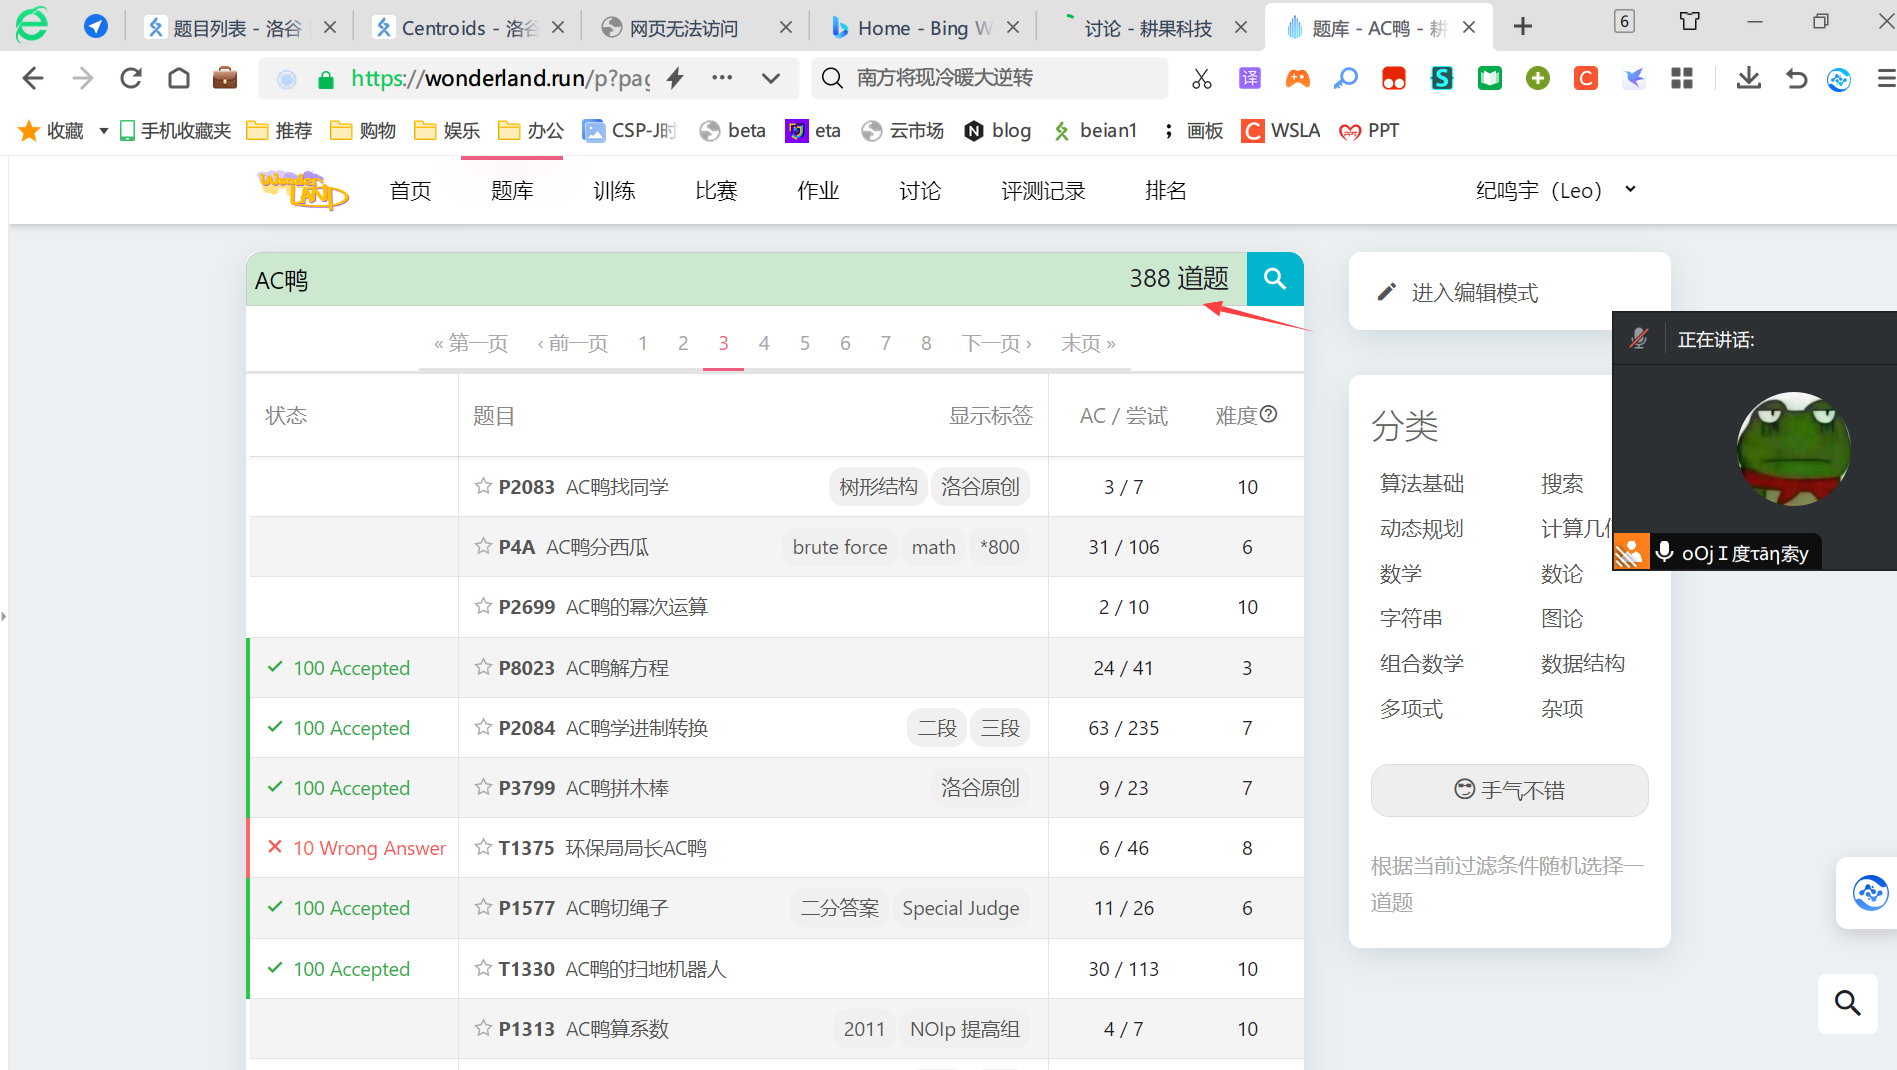 题目列表 - 洛谷
Centroids - 洛谷
网页无法访问
Home - Bing W
讨论 - 耕果科技
题库 - AC鸭 - 耕
6
https://wonderland.run/p?pag
南方将现冷暖大逆转
译
收藏
手机收藏夹
推荐
购物
娱乐
办公
CSP-J时
beta
eta
云市场
blog
beian1
画板
WSLA
PPT
Wonder LAND
首页
题库
训练
比赛
作业
讨论
评测记录
排名
纪鸣宇（Leo）
AC鸭
388 道题
« 第一页
‹ 前一页
1
2
3
4
5
6
7
8
下一页 ›
末页 »
状态
题目
显示标签
AC / 尝试
难度
P2083 AC鸭找同学 树形结构 洛谷原创 3 / 7 10
P4A AC鸭分西瓜 brute force math *800 31 / 106 6
P2699 AC鸭的幂次运算 2 / 10 10
100 Accepted P8023 AC鸭解方程 24 / 41 3
100 Accepted P2084 AC鸭学进制转换 二段 三段 63 / 235 7
100 Accepted P3799 AC鸭拼木棒 洛谷原创 9 / 23 7
10 Wrong Answer T1375 环保局局长AC鸭 6 / 46 8
100 Accepted P1577 AC鸭切绳子 二分答案 Special Judge 11 / 26 6
100 Accepted T1330 AC鸭的扫地机器人 30 / 113 10
P1313 AC鸭算系数 2011 NOIp 提高组 4 / 7 10
进入编辑模式
分类
算法基础 搜索
动态规划 计算几何
数学 数论
字符串 图论
组合数学 数据结构
多项式 杂项
手气不错
根据当前过滤条件随机选择一
道题
正在讲话:
oOjɪ度τāη索y